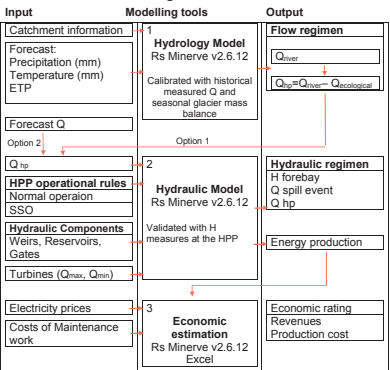 Input
Modelling tools
Output
Catchment information
Forecast:
Precipitation (mm)
Temperature (mm)
ETP
1
Hydrology Model
Rs Minerve v2.6.12
Calibrated with historical
measured Q and
seasonal glacier mass
balance
Flow regimen
Qriver
Qhp=Qriver– Qecological
Forecast Q
Option 2
Option 1
Q hp
HPP operational rules
Normal operaion
SSO
Hydraulic Components
Weirs, Reservoirs,
Gates
Turbines (Qmax, Qmin)
2
Hydraulic Model
Rs Minerve v2.6.12
Validated with H
measures at the HPP
Hydraulic regimen
H forebay
Q spill event
Q hp
Energy production
Electricity prices
Costs of Maintenance
work
3
Economic
estimation
Rs Minerve v2.6.12
Excel
Economic rating
Revenues
Production cost